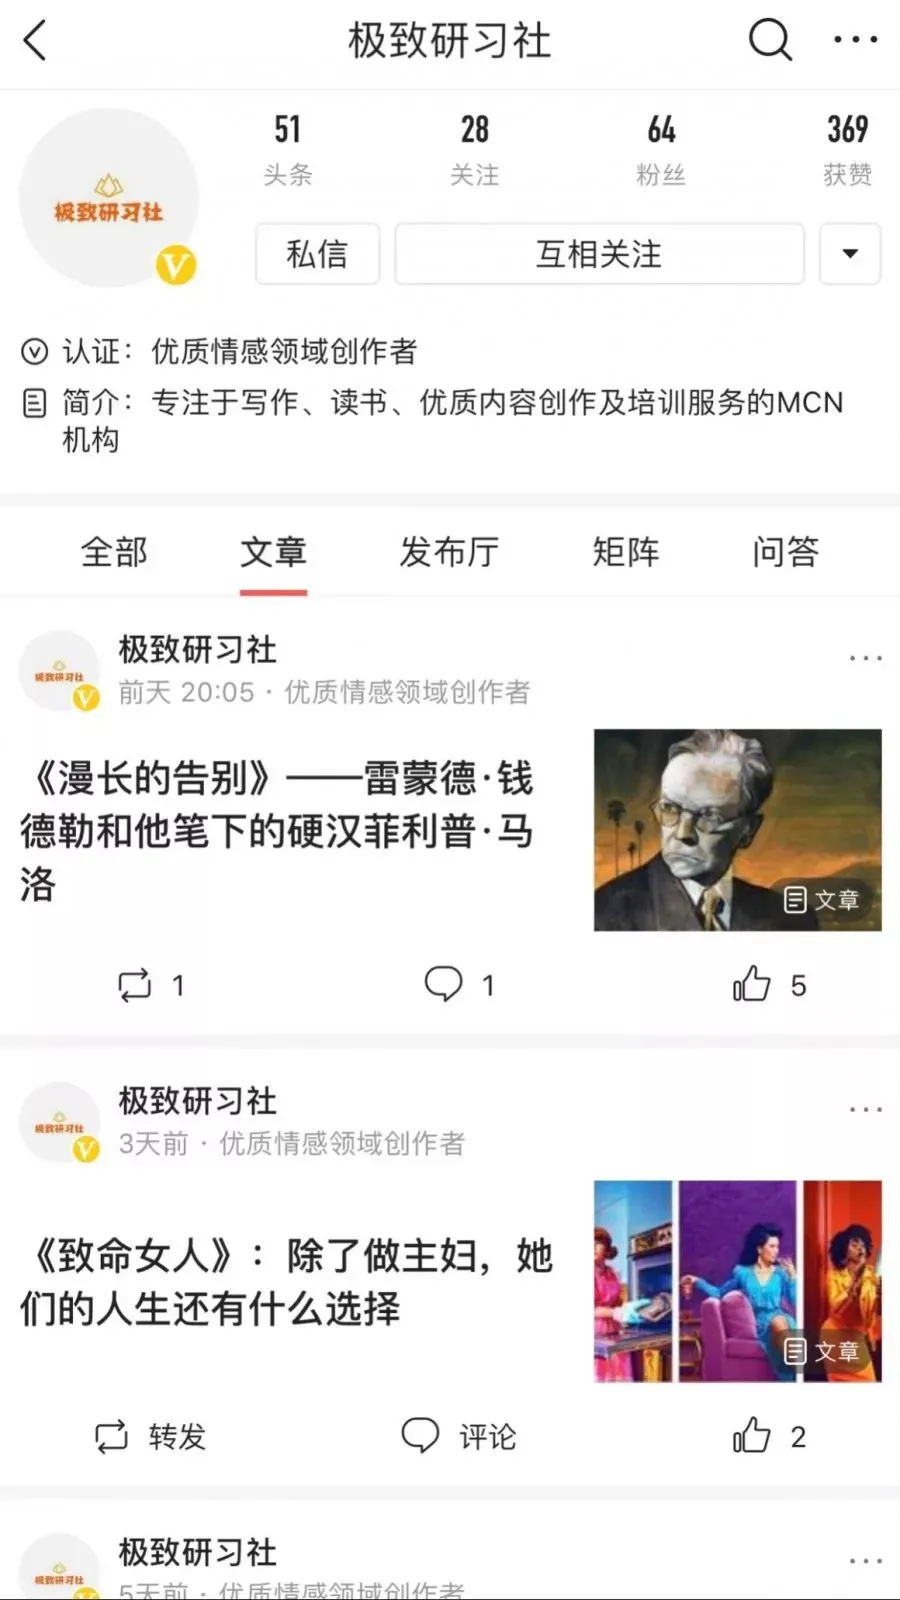 极致研习社
51 28 64 369
头条 关注 粉丝 获赞
极致研习社
V
私信 互相关注
认证：优质情感领域创作者
简介：专注于写作、读书、优质内容创作及培训服务的MCN
机构
全部 文章 发布厅 矩阵 问答
极致研习社
极致研习社
V
前天 20:05 · 优质情感领域创作者
《漫长的告别》——雷蒙德·钱
德勒和他笔下的硬汉菲利普·马
洛
文章
1 1 5
极致研习社
极致研习社
V
3天前 · 优质情感领域创作者
《致命女人》：除了做主妇，她
们的人生还有什么选择
文章
转发 评论 2
极致研习社
极致研习社
5天前 · 优质情感领域创作者